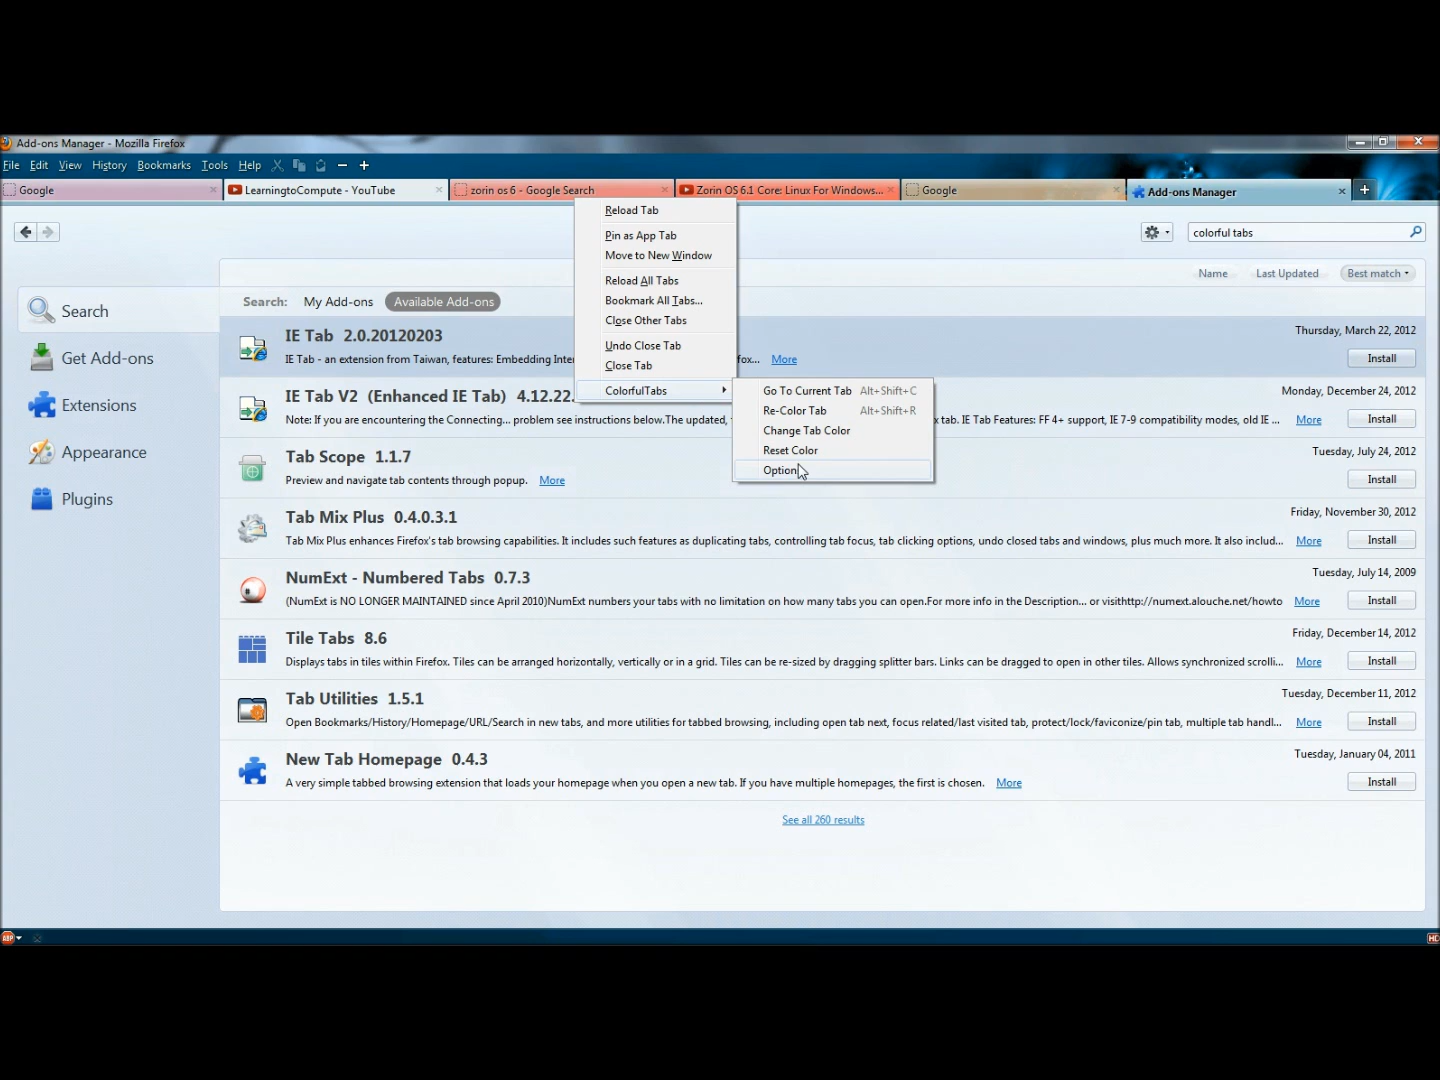 Add-ons Manager - Mozilla Firefox
File Edit View History Bookmarks Tools Help
Google LearningtoCompute - YouTube zorin os 6 - Google Search Zorin OS 6.1 Core: Linux For Windows... Google Add-ons Manager
colorful tabs
Name Last Updated Best match
Search
Get Add-ons
Extensions
Appearance
Plugins
Search: My Add-ons Available Add-ons
IE Tab 2.0.20120203 Thursday, March 22, 2012
IE Tab - an extension from Taiwan, features: Embedding Inte fox... More Install
IE Tab V2 (Enhanced IE Tab) 4.12.22. Monday, December 24, 2012
Note: If you are encountering the Connecting... problem see instructions below.The updated, x tab. IE Tab Features: FF 4+ support, IE 7-9 compatibility modes, old IE ... More Install
Tab Scope 1.1.7 Tuesday, July 24, 2012
Preview and navigate tab contents through popup. More Install
Tab Mix Plus 0.4.0.3.1 Friday, November 30, 2012
Tab Mix Plus enhances Firefox's tab browsing capabilities. It includes such features as duplicating tabs, controlling tab focus, tab clicking options, undo closed tabs and windows, plus much more. It also includ... More Install
NumExt - Numbered Tabs 0.7.3 Tuesday, July 14, 2009
(NumExt is NO LONGER MAINTAINED since April 2010)NumExt numbers your tabs with no limitation on how many tabs you can open.For more info in the Description... or visithttp://numext.alouche.net/howto More Install
Tile Tabs 8.6 Friday, December 14, 2012
Displays tabs in tiles within Firefox. Tiles can be arranged horizontally, vertically or in a grid. Tiles can be re-sized by dragging splitter bars. Links can be dragged to open in other tiles. Allows synchronized scrolli... More Install
Tab Utilities 1.5.1 Tuesday, December 11, 2012
Open Bookmarks/History/Homepage/URL/Search in new tabs, and more utilities for tabbed browsing, including open tab next, focus related/last visited tab, protect/lock/faviconize/pin tab, multiple tab handl... More Install
New Tab Homepage 0.4.3 Tuesday, January 04, 2011
A very simple tabbed browsing extension that loads your homepage when you open a new tab. If you have multiple homepages, the first is chosen. More Install
See all 260 results
Reload Tab
Pin as App Tab
Move to New Window
Reload All Tabs
Bookmark All Tabs...
Close Other Tabs
Undo Close Tab
Close Tab
ColorfulTabs
Go To Current Tab Alt+Shift+C
Re-Color Tab Alt+Shift+R
Change Tab Color
Reset Color
Option
ABP HD